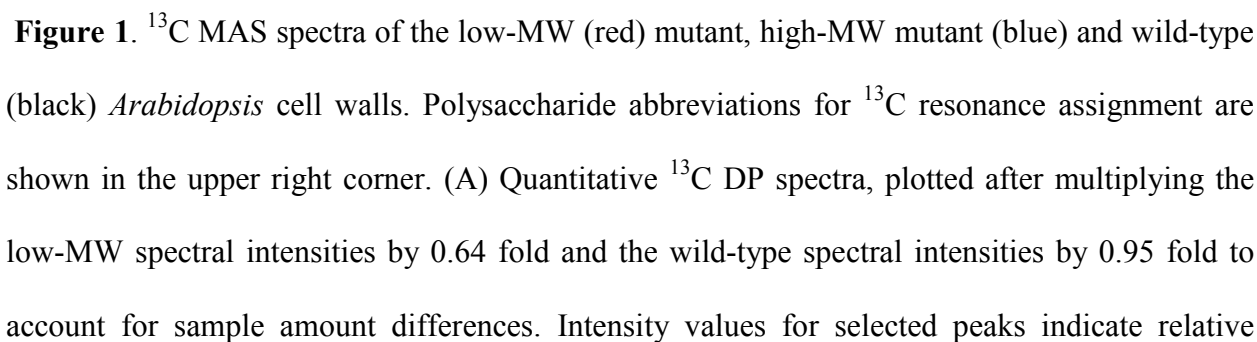 Figure 1. ¹³C MAS spectra of the low-MW (red) mutant, high-MW mutant (blue) and wild-type
(black) Arabidopsis cell walls. Polysaccharide abbreviations for ¹³C resonance assignment are
shown in the upper right corner. (A) Quantitative ¹³C DP spectra, plotted after multiplying the
low-MW spectral intensities by 0.64 fold and the wild-type spectral intensities by 0.95 fold to
account for sample amount differences. Intensity values for selected peaks indicate relative